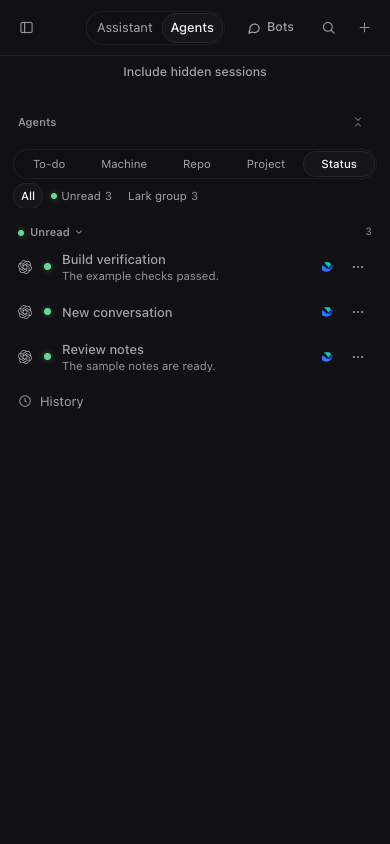 Assistant Agents Bots
Include hidden sessions
Agents
To-do Machine Repo Project Status
All Unread 3 Lark group 3
Unread 3
Build verification
The example checks passed.
New conversation
Review notes
The sample notes are ready.
History